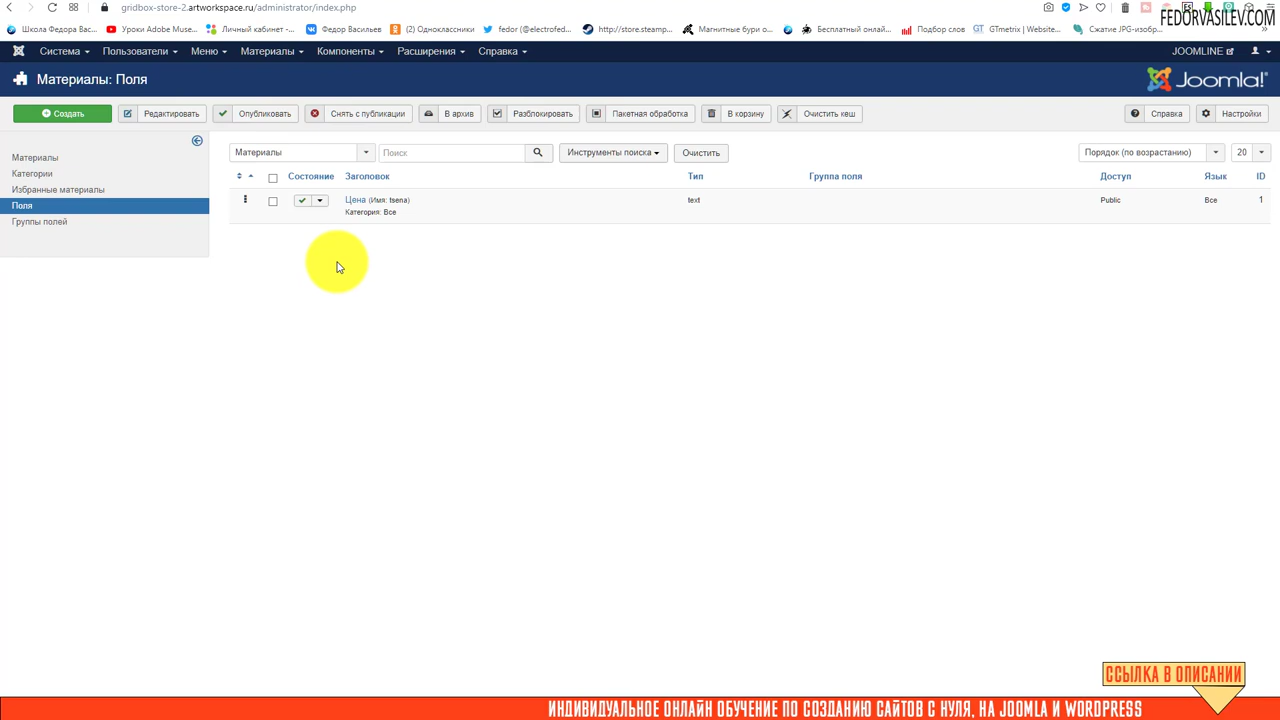 gridbox-store-2.artworkspace.ru/administrator/index.php
FEDORVASILEV.COM
Школа Федора Вас... Уроки Adobe Muse... Личный кабинет -... Федор Васильев (2) Одноклассники fedor (@electrofed... http://store.steamp... Магнитные бури о... Бесплатный онлай... Подбор слов GTmetrix | Website... Сжатие JPG-изобр... »
Система Пользователи Меню Материалы Компоненты Расширения Справка JOOMLINE
Материалы: Поля Joomla!
Создать Редактировать Опубликовать Снять с публикации В архив Разблокировать Пакетная обработка В корзину Очистить кеш Справка Настройки
Материалы
Категории
Избранные материалы
Поля
Группы полей
Материалы Поиск Инструменты поиска Очистить Порядок (по возрастанию) 20
Состояние Заголовок Тип Группа поля Доступ Язык ID
Цена (Имя: tsena) text Public Все 1
Категория: Все
ССЫЛКА В ОПИСАНИИ
ИНДИВИДУАЛЬНОЕ ОНЛАЙН ОБУЧЕНИЕ ПО СОЗДАНИЮ САЙТОВ С НУЛЯ, НА JOOMLA И WORDPRESS